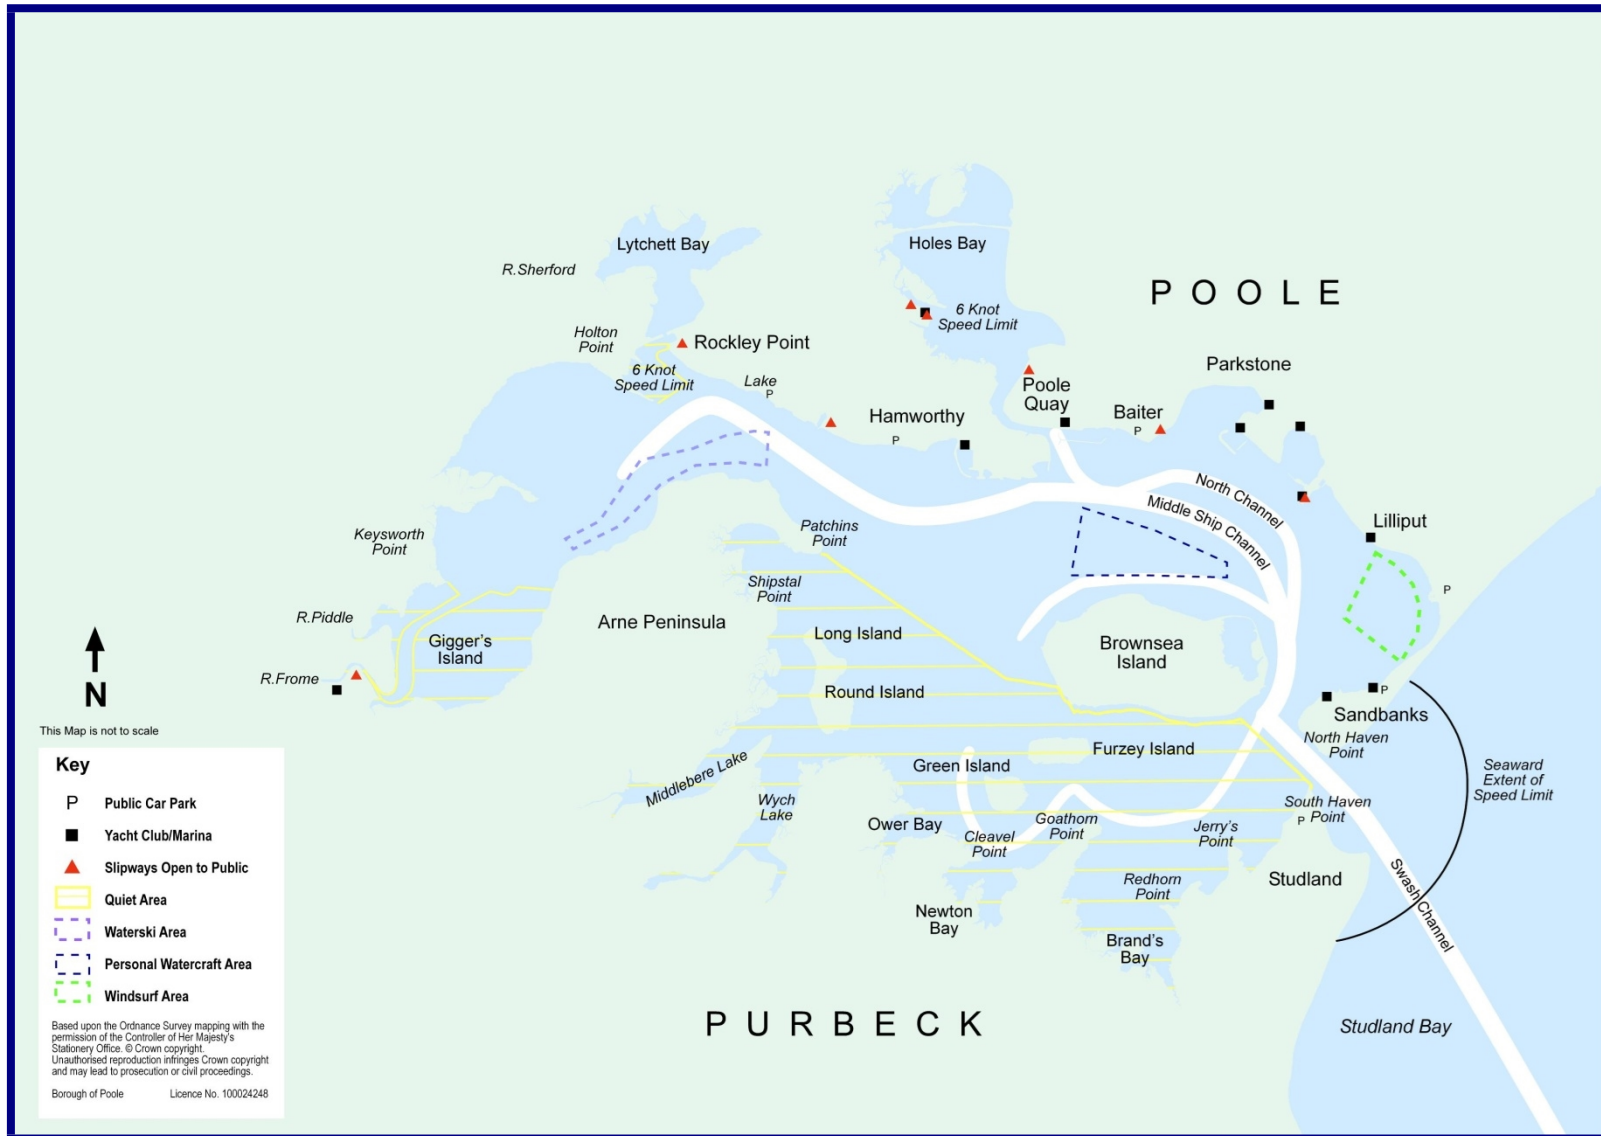 Lytchett Bay
Holes Bay
R.Sherford
P O O L E
6 Knot
Speed Limit
Holton
Point
Rockley Point
6 Knot
Speed Limit
Lake
P
Hamworthy
P
Poole
Quay
Baiter
P
Parkstone
North Channel
Middle Ship Channel
Lilliput
P
Keysworth
Point
Patchins
Point
Shipstal
Point
Arne Peninsula
R.Piddle
Gigger's
Island
R.Frome
Long Island
Round Island
Brownsea
Island
P
Sandbanks
North Haven
Point
Furzey Island
Green Island
Middlebere Lake
Wych
Lake
Ower Bay
Cleavel
Point
Goathorn
Point
Jerry's
Point
South Haven
Point
P
Seaward
Extent of
Speed Limit
Studland
Redhorn
Point
Newton
Bay
Brand's
Bay
Swash Channel
Studland Bay
P U R B E C K
N
This Map is not to scale
Key
P Public Car Park
Yacht Club/Marina
Slipways Open to Public
Quiet Area
Waterski Area
Personal Watercraft Area
Windsurf Area
Based upon the Ordnance Survey mapping with the
permission of the Controller of Her Majesty's
Stationery Office. © Crown copyright.
Unauthorised reproduction infringes Crown copyright
and may lead to prosecution or civil proceedings.
Borough of Poole Licence No. 100024248